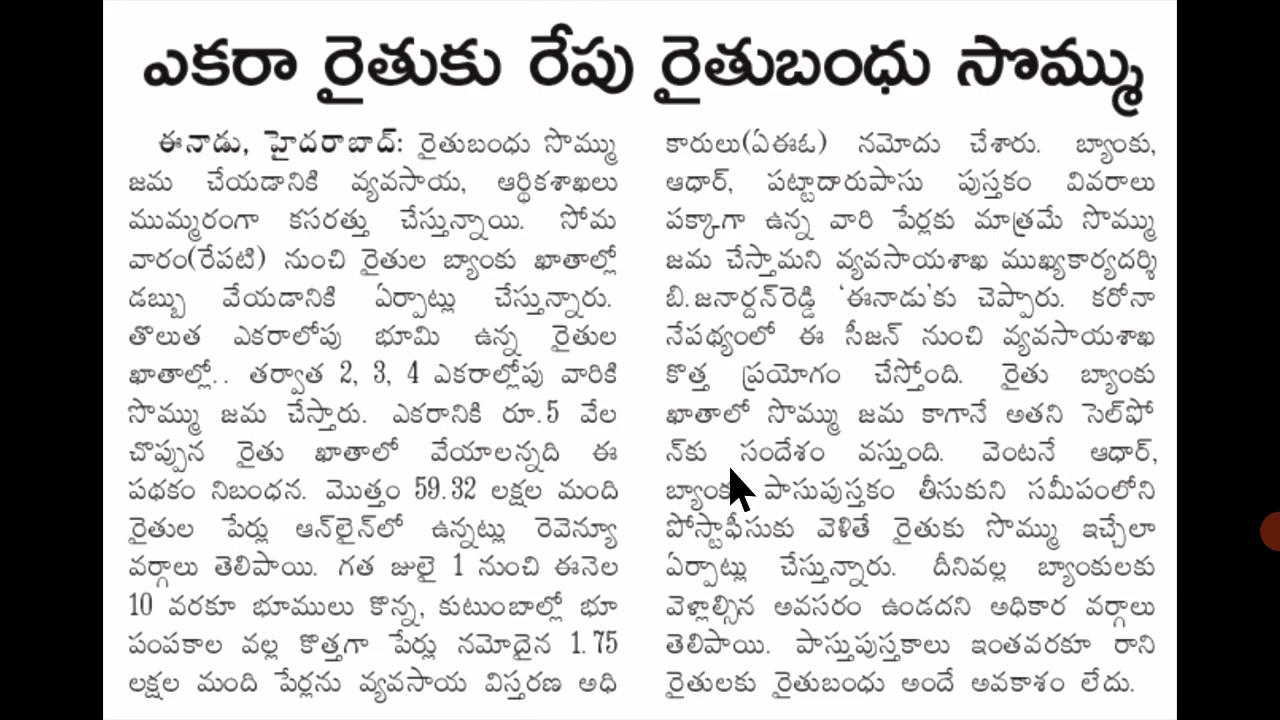 ఎకరా రైతుకు రేపు రైతుబంధు సొమ్ము
ఈనాడు, హైదరాబాద్: రైతుబంధు సొమ్ము
జమ చేయడానికి వ్యవసాయ, ఆర్థికశాఖలు
ముమ్మరంగా కసరత్తు చేస్తున్నాయి. సోమ
వారం(రేపటి) నుంచి రైతుల బ్యాంకు ఖాతాల్లో
డబ్బు వేయడానికి ఏర్పాట్లు చేస్తున్నారు.
తొలుత ఎకరాలోపు భూమి ఉన్న రైతుల
ఖాతాల్లో.. తర్వాత 2, 3, 4 ఎకరాల్లోపు వారికి
సొమ్ము జమ చేస్తారు. ఎకరానికి రూ.5 వేల
చొప్పున రైతు ఖాతాలో వేయాలన్నది ఈ
పథకం నిబంధన. మొత్తం 59.32 లక్షల మంది
రైతుల పేర్లు ఆన్‌లైన్‌లో ఉన్నట్లు రెవెన్యూ
వర్గాలు తెలిపాయి. గత జులై 1 నుంచి ఈనెల
10 వరకూ భూములు కొన్న, కుటుంబాల్లో భూ
పంపకాల వల్ల కొత్తగా పేర్లు నమోదైన 1.75
లక్షల మంది పేర్లను వ్యవసాయ విస్తరణ అధి
కారులు(ఏఈఓ) నమోదు చేశారు. బ్యాంకు,
ఆధార్, పట్టాదారుపాసు పుస్తకం వివరాలు
పక్కాగా ఉన్న వారి పేర్లకు మాత్రమే సొమ్ము
జమ చేస్తామని వ్యవసాయశాఖ ముఖ్యకార్యదర్శి
బి.జనార్దన్‌రెడ్డి ‘ఈనాడు’కు చెప్పారు. కరోనా
నేపథ్యంలో ఈ సీజన్ నుంచి వ్యవసాయశాఖ
కొత్త ప్రయోగం చేస్తోంది. రైతు బ్యాంకు
ఖాతాలో సొమ్ము జమ కాగానే అతని సెల్‌ఫో
న్‌కు సందేశం వస్తుంది. వెంటనే ఆధార్,
బ్యాంకు పాసుపుస్తకం తీసుకుని సమీపంలోని
పోస్టాఫీసుకు వెళితే రైతుకు సొమ్ము ఇచ్చేలా
ఏర్పాట్లు చేస్తున్నారు. దీనివల్ల బ్యాంకులకు
వెళ్లాల్సిన అవసరం ఉండదని అధికార వర్గాలు
తెలిపాయి. పాస్తుపుస్తకాలు ఇంతవరకూ రాని
రైతులకు రైతుబంధు అందే అవకాశం లేదు.